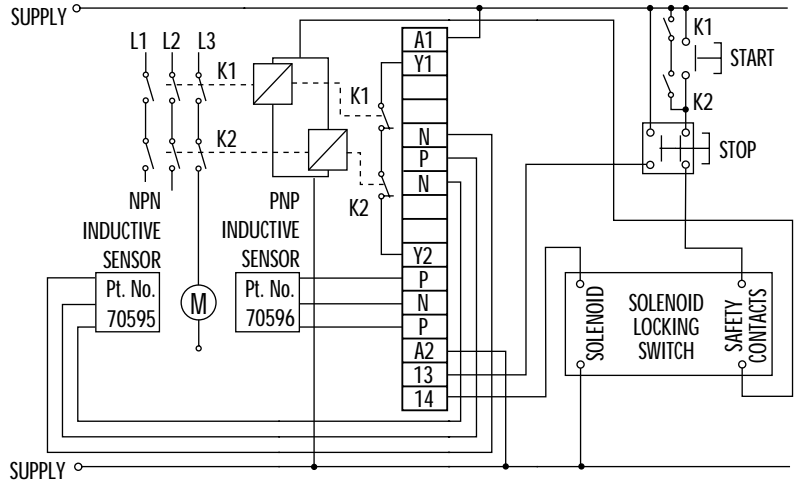 SUPPLY
L1 L2 L3
K1
K2
K1
K2
NPN
INDUCTIVE
SENSOR
Pt. No.
70595
M
PNP
INDUCTIVE
SENSOR
Pt. No.
70596
A1
Y1
N
P
N
Y2
P
N
P
A2
13
14
K1
START
K2
STOP
SOLENOID
SOLENOID
LOCKING
SWITCH
SAFETY
CONTACTS
SUPPLY